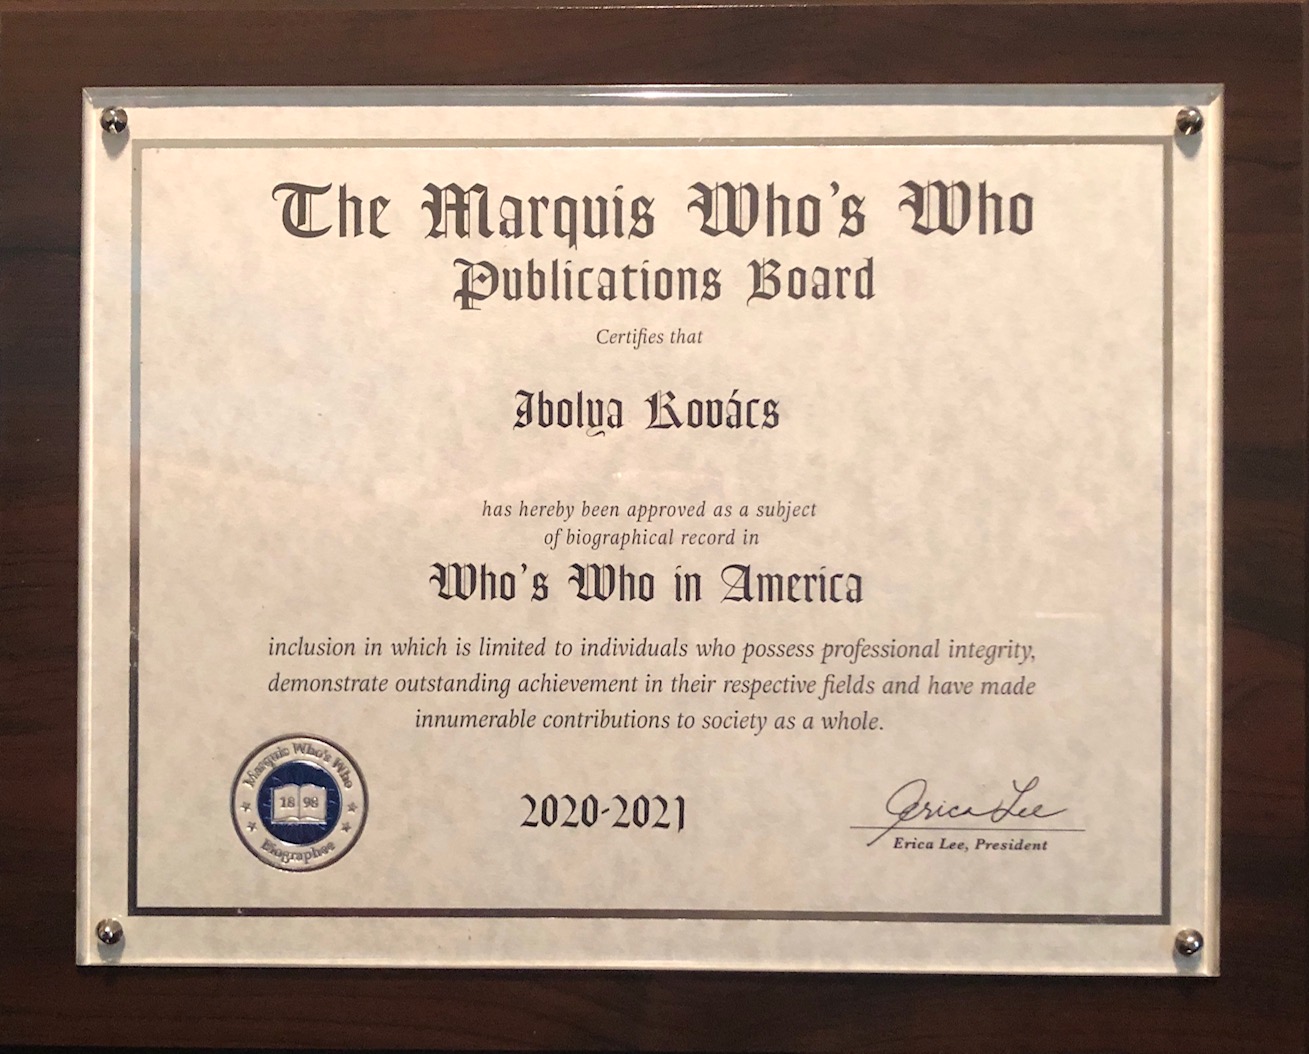 The Marquis Who's Who
Publications Board
Certifies that
Ibolya Kovács
has hereby been approved as a subject
of biographical record in
Who's Who in America
inclusion in which is limited to individuals who possess professional integrity,
demonstrate outstanding achievement in their respective fields and have made
innumerable contributions to society as a whole.
Marquis Who's Who
18 98
Biographee
2020-2021
Erica Lee
Erica Lee, President